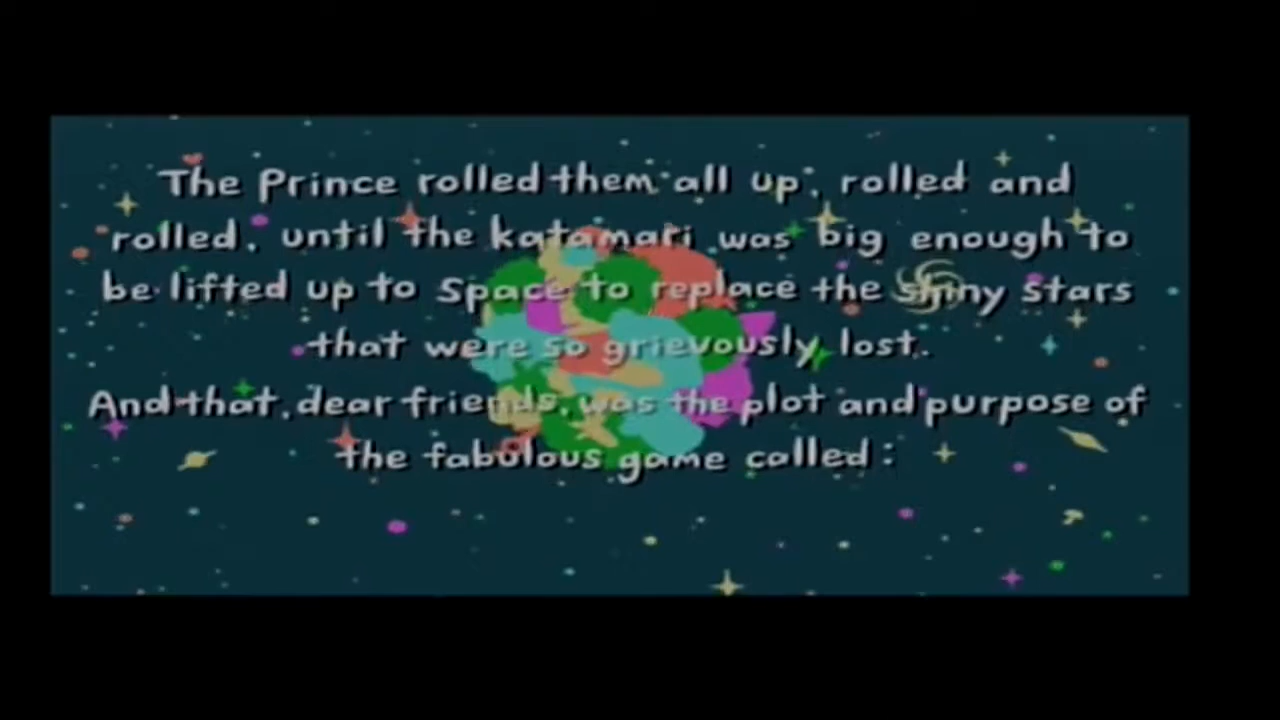 The Prince rolled them all up, rolled and
rolled, until the katamari was big enough to
be lifted up to space to replace the shiny stars
that were so grievously lost.
And that, dear friends, was the plot and purpose of
the fabulous game called: